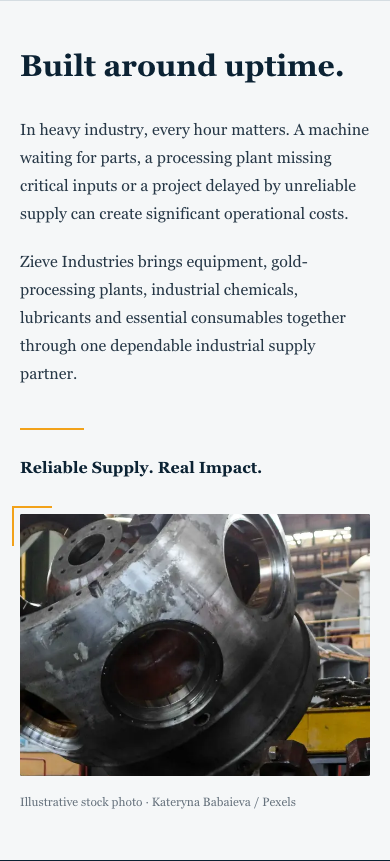 Built around uptime.
In heavy industry, every hour matters. A machine
waiting for parts, a processing plant missing
critical inputs or a project delayed by unreliable
supply can create significant operational costs.
Zieve Industries brings equipment, gold-
processing plants, industrial chemicals,
lubricants and essential consumables together
through one dependable industrial supply
partner.
Reliable Supply. Real Impact.
Illustrative stock photo · Kateryna Babaieva / Pexels